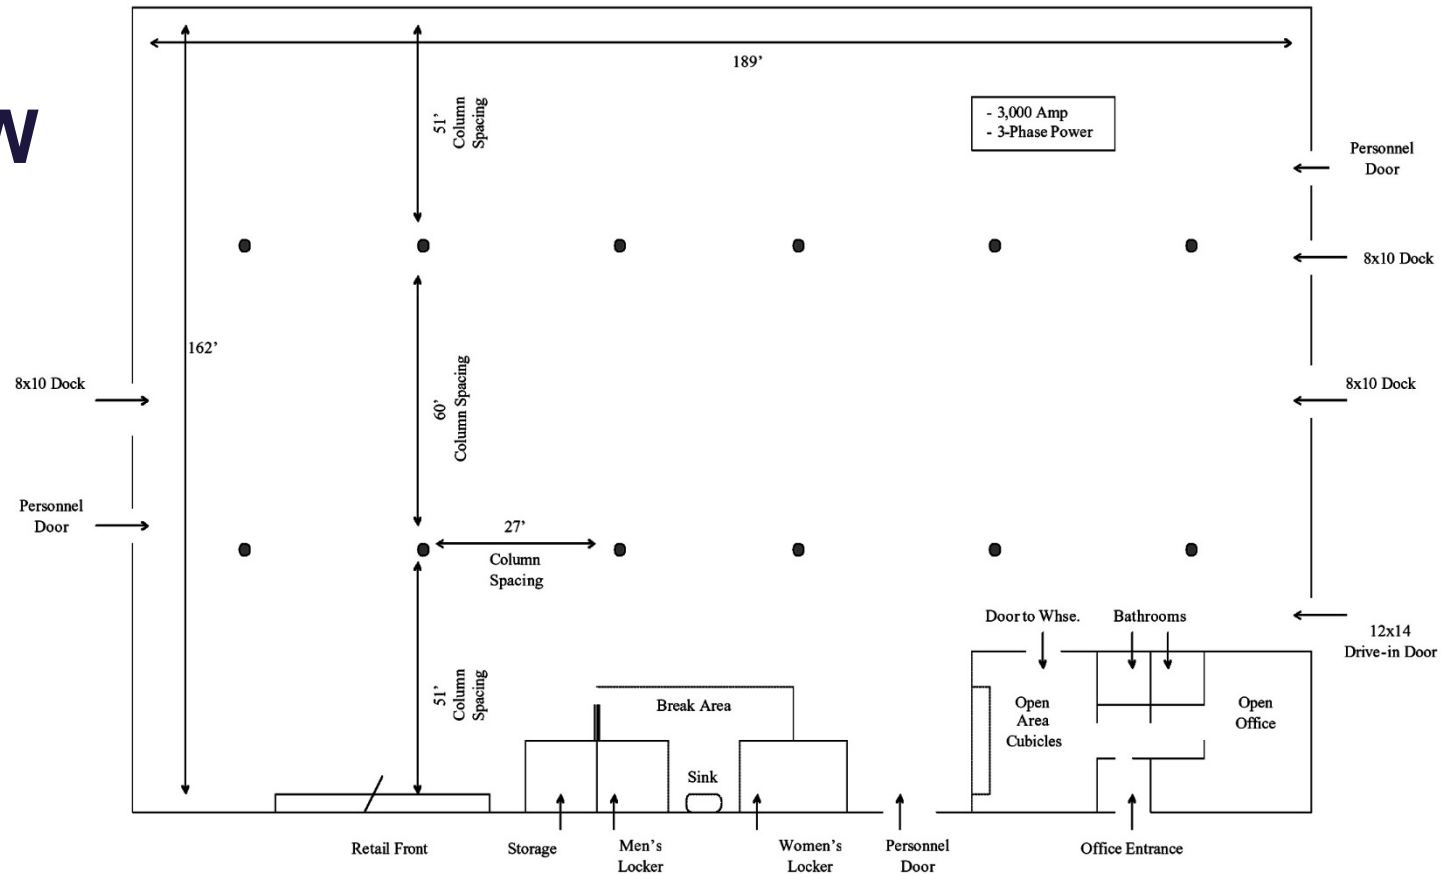 W
189’
51’
Column
Spacing
- 3,000 Amp
- 3-Phase Power
Personnel
Door
8x10 Dock
162’
8x10 Dock
8x10 Dock
60’
Column Spacing
Personnel
Door
27’
Column
Spacing
Door to Whse.
Bathrooms
12x14
Drive-in Door
51’
Column
Spacing
Break Area
Open
Area
Cubicles
Open
Office
Sink
Retail Front
Storage
Men’s
Locker
Women’s
Locker
Personnel
Door
Office Entrance